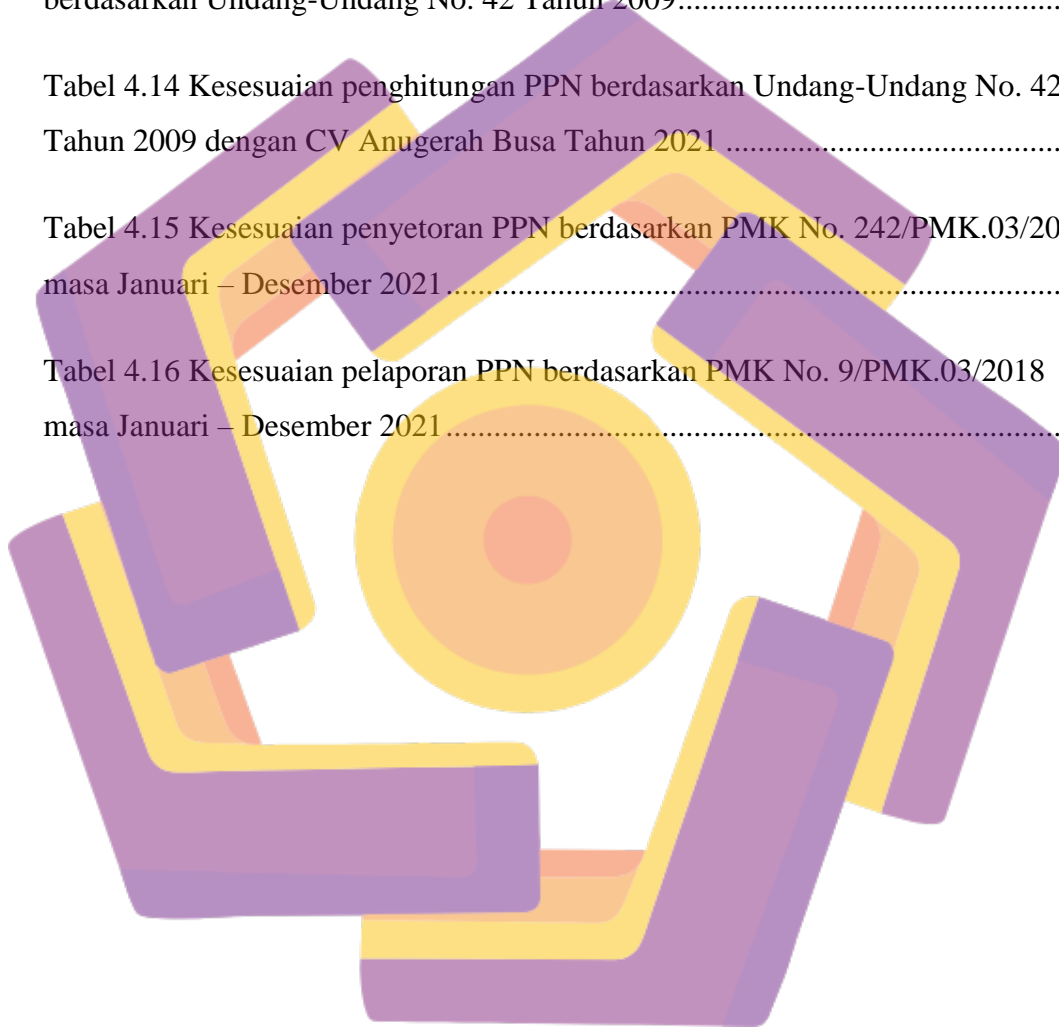 berdasarkan Undang-Undang No. 42 Tahun 2009.................................................
Tabel 4.14 Kesesuaian penghitungan PPN berdasarkan Undang-Undang No. 42
Tahun 2009 dengan CV Anugerah Busa Tahun 2021 ...........................................
Tabel 4.15 Kesesuaian penyetoran PPN berdasarkan PMK No. 242/PMK.03/20
masa Januari – Desember 2021..............................................................................
Tabel 4.16 Kesesuaian pelaporan PPN berdasarkan PMK No. 9/PMK.03/2018
masa Januari – Desember 2021..............................................................................